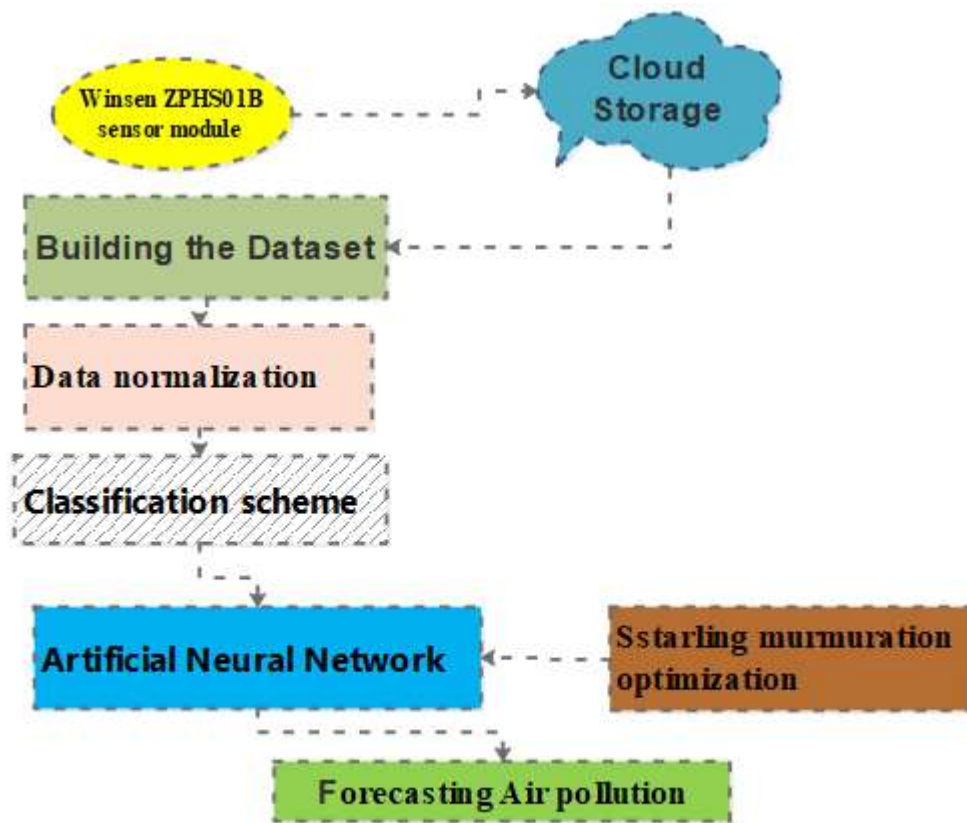 Winsen ZPHS01B
sensor module
Cloud
Storage
Building the Dataset
Data normalization
Classification scheme
Artificial Neural Network
Sstarling murmuration
optimization
Forecasting Air pollution